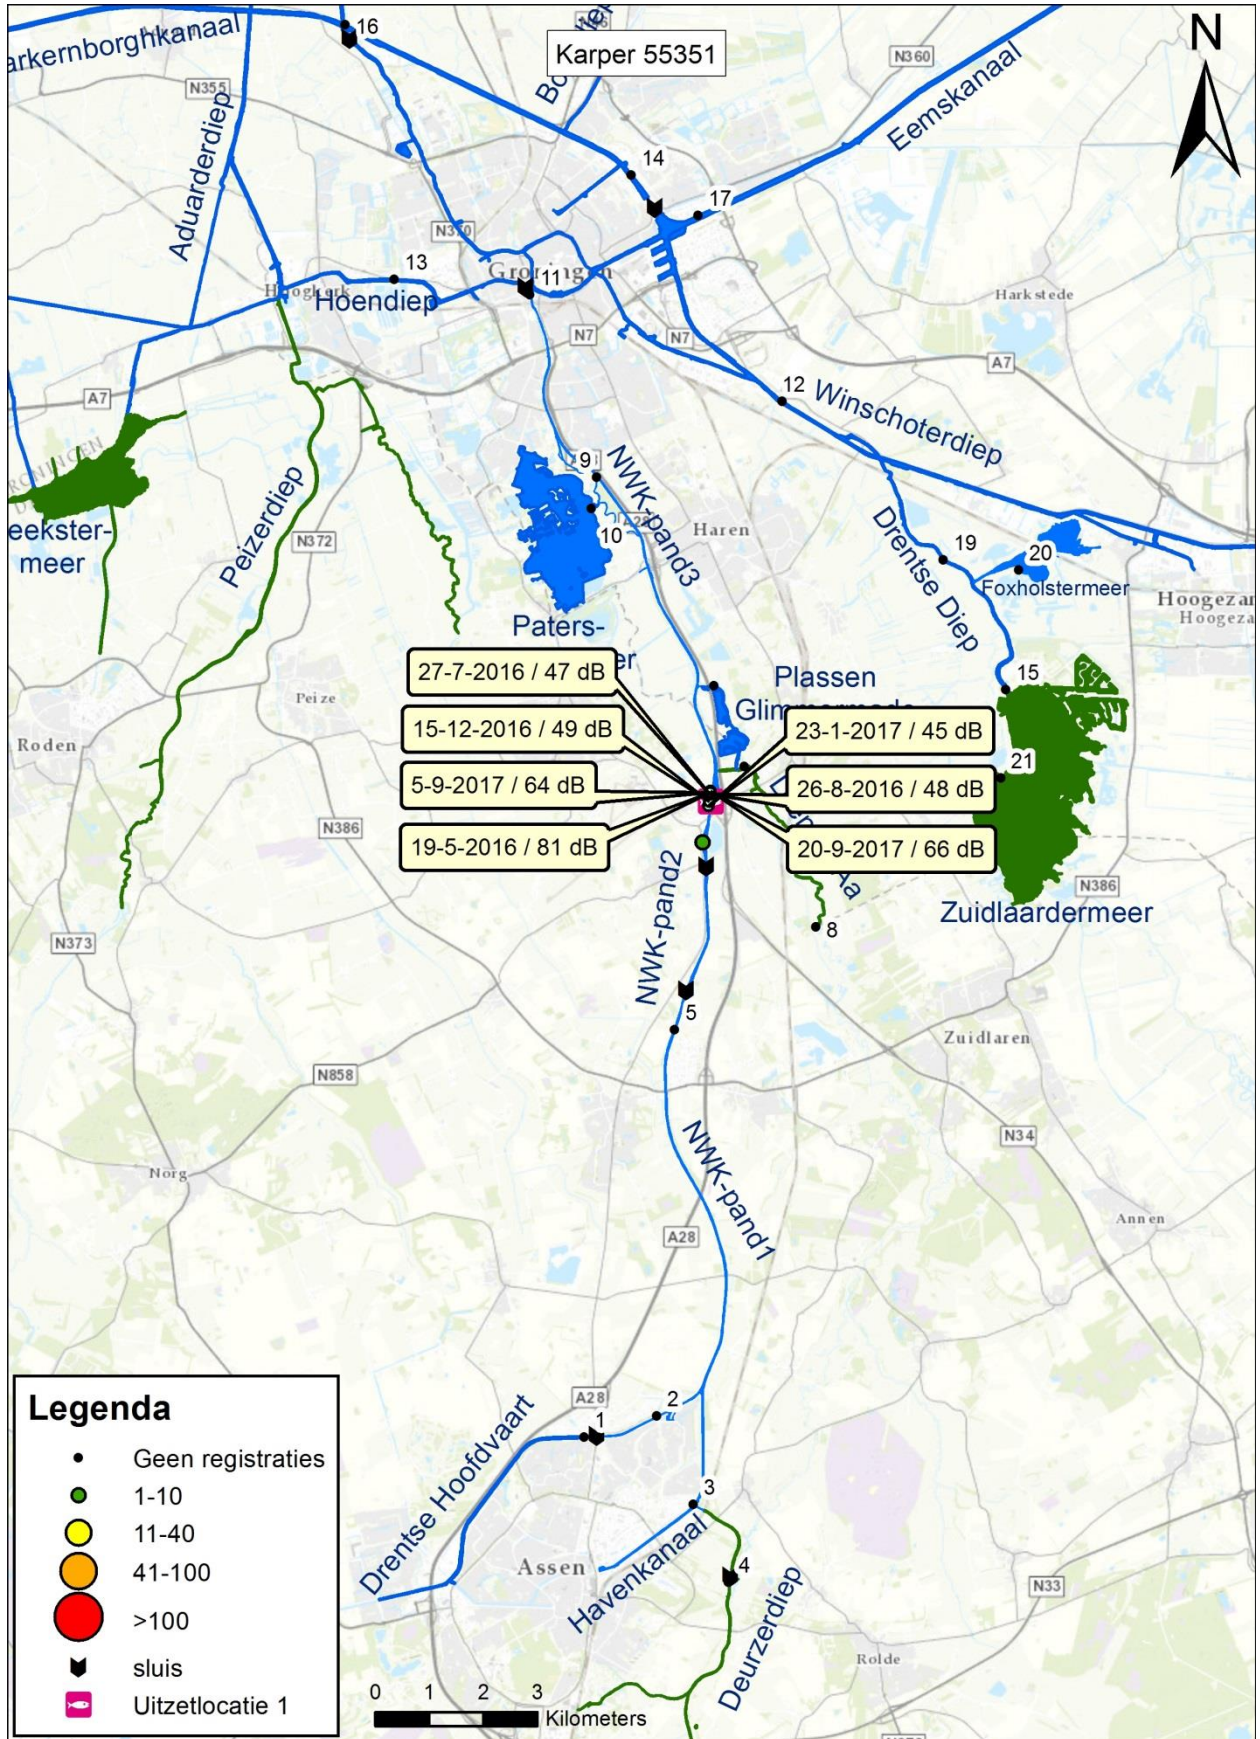 16
arkernborghkanaal
Karper 55351
N
N360
N355
Aduarderdiep
Eemskanaal
14
17
N370
13
Groningen
11
Hoogkerk
Hoendiep
Harkstede
N7
N7
A7
A7
12
Winschoterdiep
9
NWK-pand3
Peizerdiep
Haren
10
eekster-
meer
N372
Drentse Diep
19
20
Foxholstermeer
Hoogezan
Hoogeza
Paters-
er
27-7-2016 / 47 dB
Plassen
15
Peize
15-12-2016 / 49 dB
23-1-2017 / 45 dB
Roden
5-9-2017 / 64 dB
26-8-2016 / 48 dB
21
N386
19-5-2016 / 81 dB
20-9-2017 / 66 dB
NWK-pand2
N386
Zuidlaardermeer
8
N373
5
Zuidlaren
N858
N34
NWK-pand1
Norg
Annen
A28
A28
2
1
Drentse Hoofdvaart
3
Assen
Havenkanaal
4
N33
Deurzerdiep
Rolde
Legenda
Geen registraties
1-10
11-40
41-100
>100
sluis
Uitzetlocatie 1
0 1 2 3
Kilometers